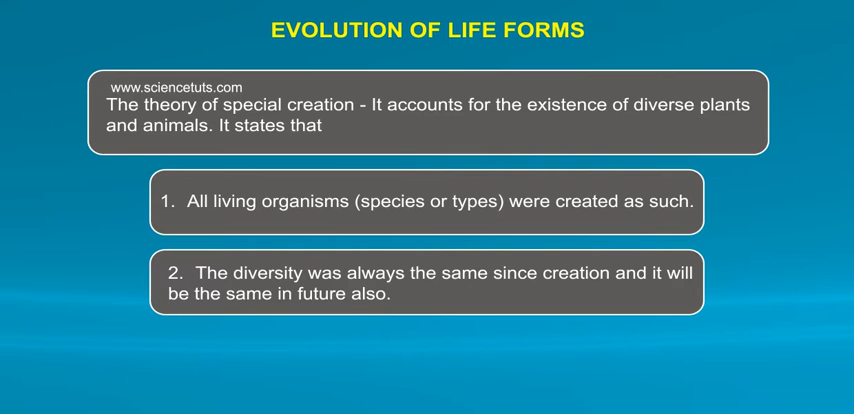 EVOLUTION OF LIFE FORMS
www.sciencetuts.com
The theory of special creation - It accounts for the existence of diverse plants
and animals. It states that
1. All living organisms (species or types) were created as such.
2. The diversity was always the same since creation and it will
be the same in future also.